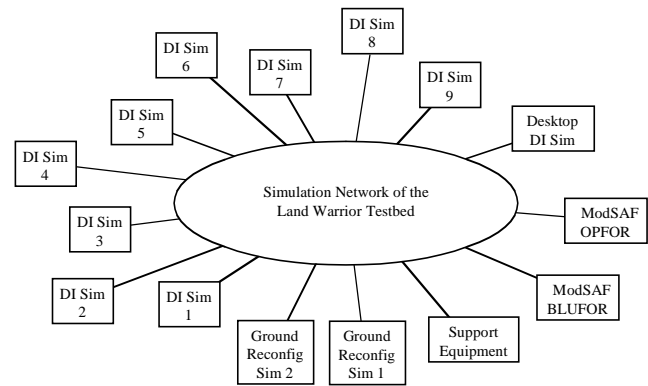 DI Sim
8
DI Sim
6
DI Sim
7
DI Sim
9
DI Sim
5
Desktop
DI Sim
DI Sim
4
Simulation Network of the
Land Warrior Testbed
DI Sim
3
ModSAF
OPFOR
DI Sim
2
DI Sim
1
ModSAF
BLUFOR
Ground
Reconfig
Sim 2
Ground
Reconfig
Sim 1
Support
Equipment